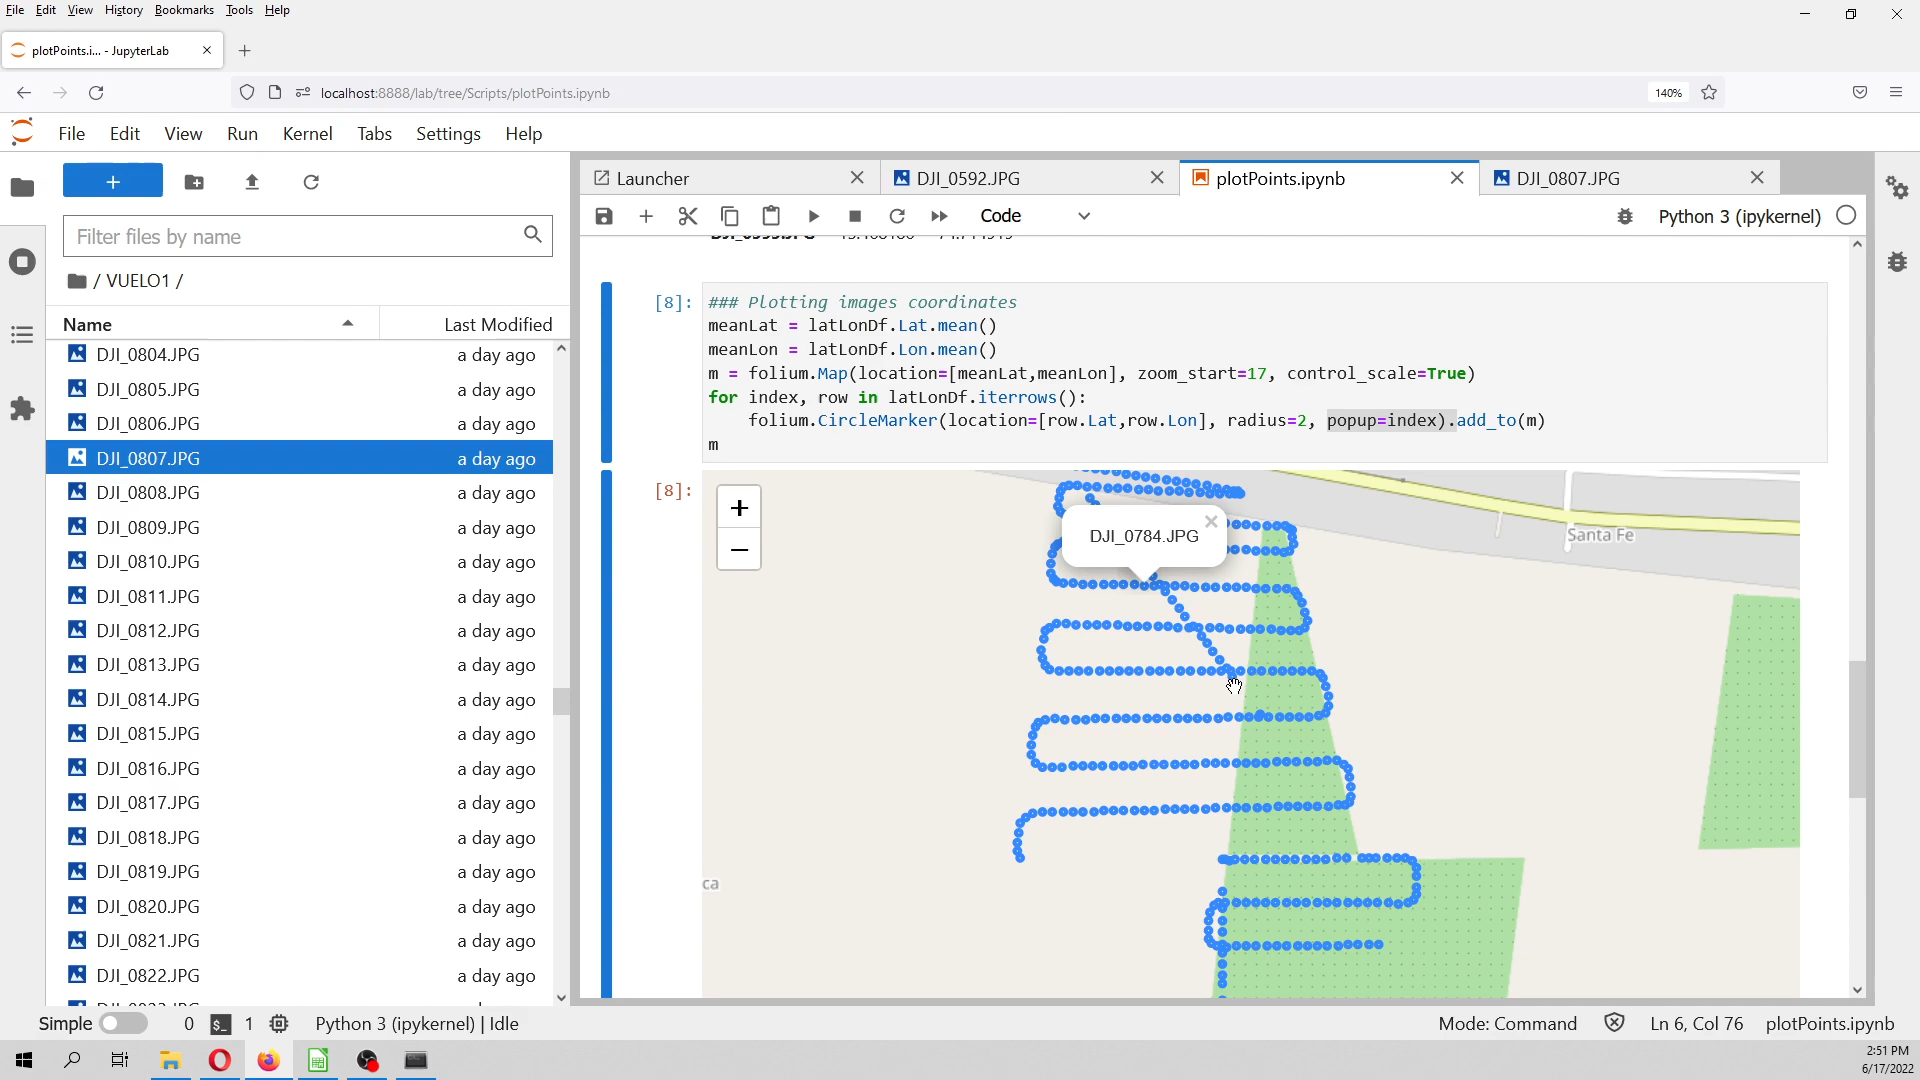 File Edit View History Bookmarks Tools Help
plotPoints.i... - JupyterLab
localhost:8888/lab/tree/Scripts/plotPoints.ipynb
140%
File Edit View Run Kernel Tabs Settings Help
Launcher
DJI_0592.JPG
plotPoints.ipynb
DJI_0807.JPG
Code
Python 3 (ipykernel)
Filter files by name
/ VUELO1 /
Name Last Modified
DJI_0804.JPG a day ago
DJI_0805.JPG a day ago
DJI_0806.JPG a day ago
DJI_0807.JPG a day ago
DJI_0808.JPG a day ago
DJI_0809.JPG a day ago
DJI_0810.JPG a day ago
DJI_0811.JPG a day ago
DJI_0812.JPG a day ago
DJI_0813.JPG a day ago
DJI_0814.JPG a day ago
DJI_0815.JPG a day ago
DJI_0816.JPG a day ago
DJI_0817.JPG a day ago
DJI_0818.JPG a day ago
DJI_0819.JPG a day ago
DJI_0820.JPG a day ago
DJI_0821.JPG a day ago
DJI_0822.JPG a day ago
[8]: ### Plotting images coordinates
meanLat = latLonDf.Lat.mean()
meanLon = latLonDf.Lon.mean()
m = folium.Map(location=[meanLat,meanLon], zoom_start=17, control_scale=True)
for index, row in latLonDf.iterrows():
folium.CircleMarker(location=[row.Lat,row.Lon], radius=2, popup=index).add_to(m)
m
[8]:
+
−
DJI_0784.JPG ×
Santa Fe
ca
Simple 0 $_ 1 Python 3 (ipykernel) | Idle
Mode: Command Ln 6, Col 76 plotPoints.ipynb
2:51 PM
6/17/2022